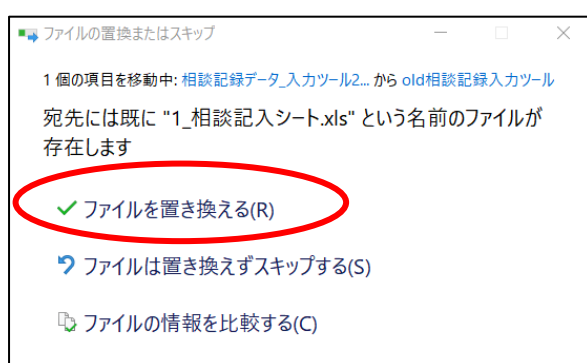 ファイルの置換またはスキップ
1 個の項目を移動中: 相談記録データ_入力ツール2... から old相談記録入力ツール
宛先には既に "1_相談記入シート.xls" という名前のファイルが
存在します
ファイルを置き換える(R)
ファイルは置き換えずスキップする(S)
ファイルの情報を比較する(C)